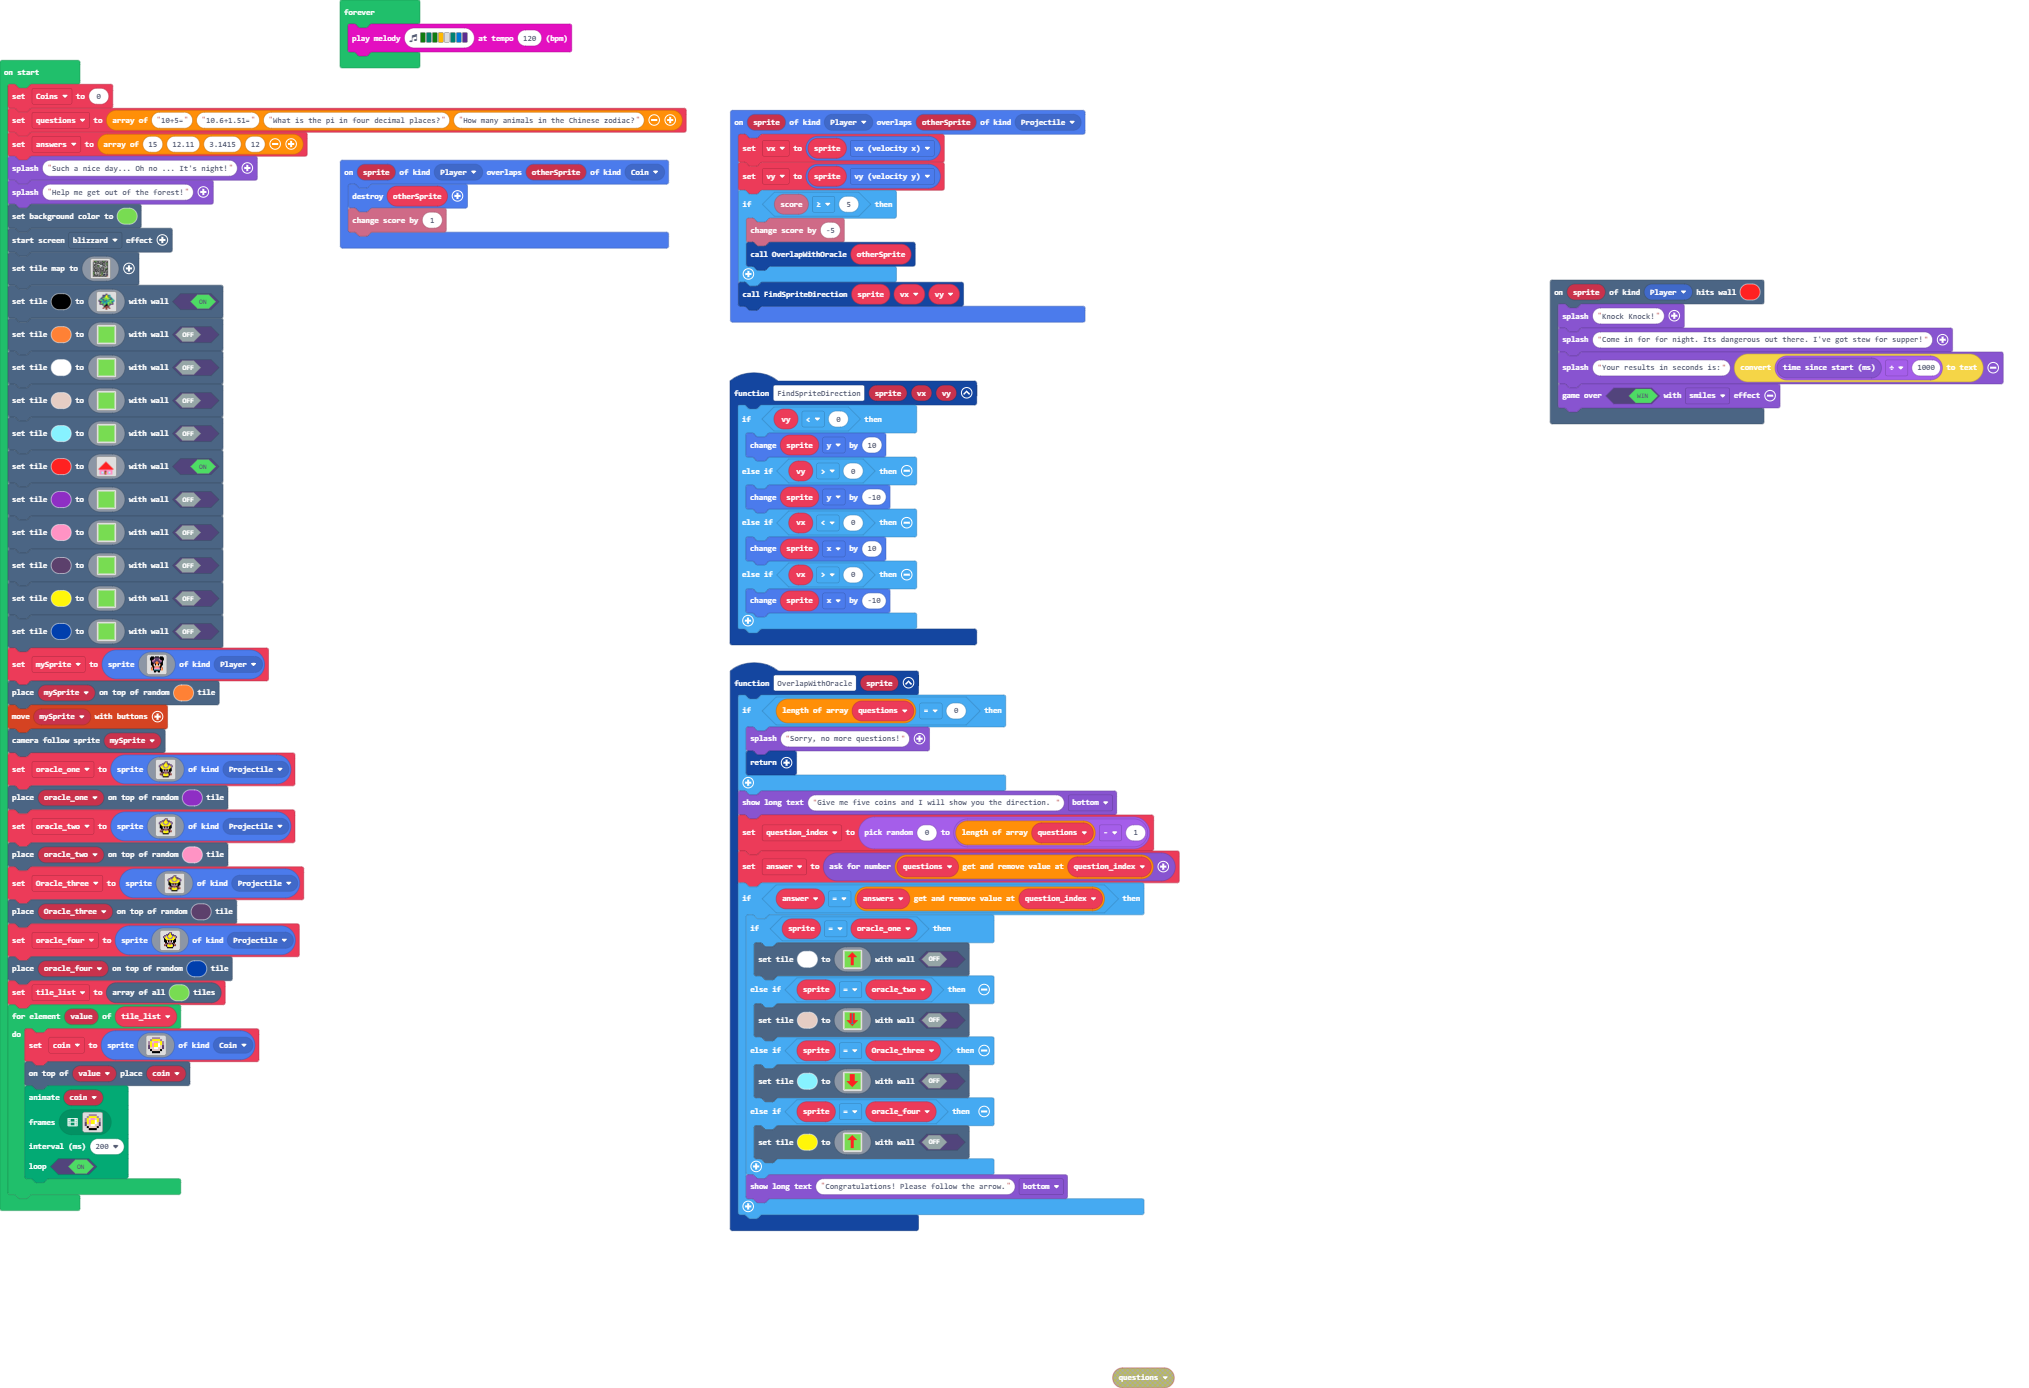 forever
play melody at tempo 120 (bpm)
on start
set Coins to 0
set questions to array of "10+5=" "10.6+1.51=" "What is the pi in four decimal places?" "How many animals in the Chinese zodiac?"
set answers to array of 15 12.11 3.1415 12
splash "Such a nice day... Oh no ... It's night!"
splash "Help me get out of the forest!"
set background color to
start screen blizzard effect
set tile map to
set tile to with wall ON
set tile to with wall OFF
set tile to with wall OFF
set tile to with wall OFF
set tile to with wall OFF
set tile to with wall ON
set tile to with wall OFF
set tile to with wall OFF
set tile to with wall OFF
set tile to with wall OFF
set tile to with wall OFF
set mySprite to sprite of kind Player
place mySprite on top of random tile
move mySprite with buttons
camera follow sprite mySprite
set oracle_one to sprite of kind Projectile
place oracle_one on top of random tile
set oracle_two to sprite of kind Projectile
place oracle_two on top of random tile
set Oracle_three to sprite of kind Projectile
place Oracle_three on top of random tile
set oracle_four to sprite of kind Projectile
place oracle_four on top of random tile
set tile_list to array of all tiles
for element value of tile_list
do
set coin to sprite of kind Coin
on top of value place coin
animate coin
frames
interval (ms) 200
loop ON
on sprite of kind Player overlaps otherSprite of kind Coin
destroy otherSprite
change score by 1
on sprite of kind Player overlaps otherSprite of kind Projectile
set vx to sprite vx (velocity x)
set vy to sprite vy (velocity y)
if score ≥ 5 then
change score by -5
call OverlapWithOracle otherSprite
call FindSpriteDirection sprite vx vy
function FindSpriteDirection sprite vx vy
if vy < 0 then
change sprite y by 10
else if vy > 0 then
change sprite y by -10
else if vx < 0 then
change sprite x by 10
else if vx > 0 then
change sprite x by -10
function OverlapWithOracle sprite
if length of array questions = 0 then
splash "Sorry, no more questions!"
return
show long text "Give me five coins and I will show you the direction. " bottom
set question_index to pick random 0 to length of array questions - 1
set answer to ask for number questions get and remove value at question_index
if answer = answers get and remove value at question_index then
if sprite = oracle_one then
set tile to with wall OFF
else if sprite = oracle_two then
set tile to with wall OFF
else if sprite = Oracle_three then
set tile to with wall OFF
else if sprite = oracle_four then
set tile to with wall OFF
show long text "Congratulations! Please follow the arrow." bottom
on sprite of kind Player hits wall
splash "Knock Knock!"
splash "Come in for for night. Its dangerous out there. I've got stew for supper!"
splash "Your results in seconds is:" convert time since start (ms) ÷ 1000 to text
game over WIN with smiles effect
questions